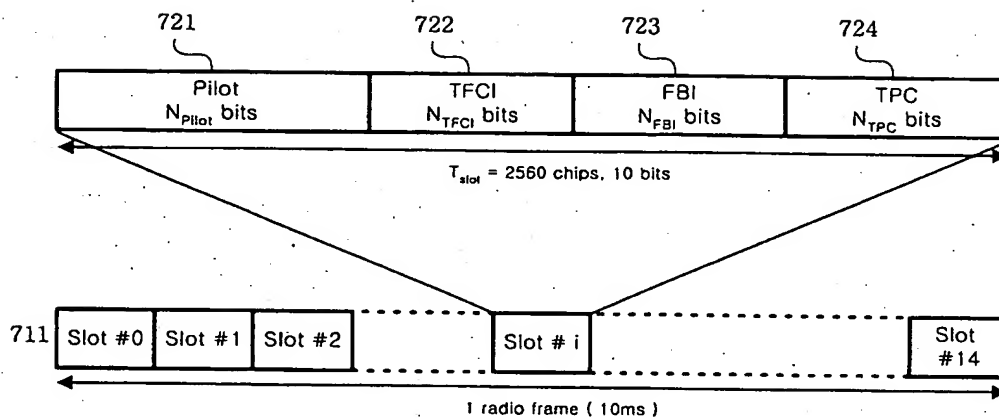 721 722 723 724
Pilot TFCI FBI TPC
N_Pilot bits N_TFCI bits N_FBI bits N_TPC bits
T_slot = 2560 chips, 10 bits
711 Slot #0 Slot #1 Slot #2 Slot # i Slot #14
1 radio frame ( 10ms )